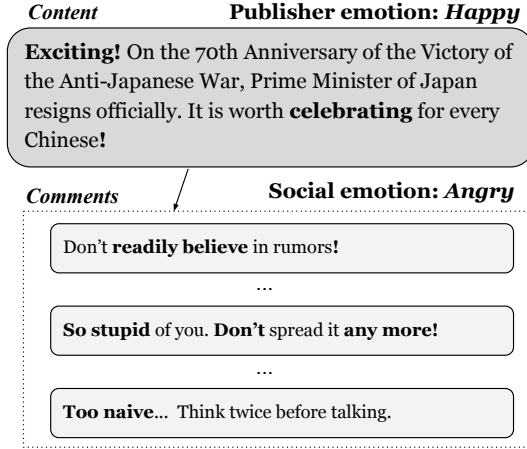 Content Publisher emotion: Happy
Exciting! On the 70th Anniversary of the Victory of
the Anti-Japanese War, Prime Minister of Japan
resigns officially. It is worth celebrating for every
Chinese!
Comments Social emotion: Angry
Don't readily believe in rumors!
...
So stupid of you. Don't spread it any more!
...
Too naive... Think twice before talking.